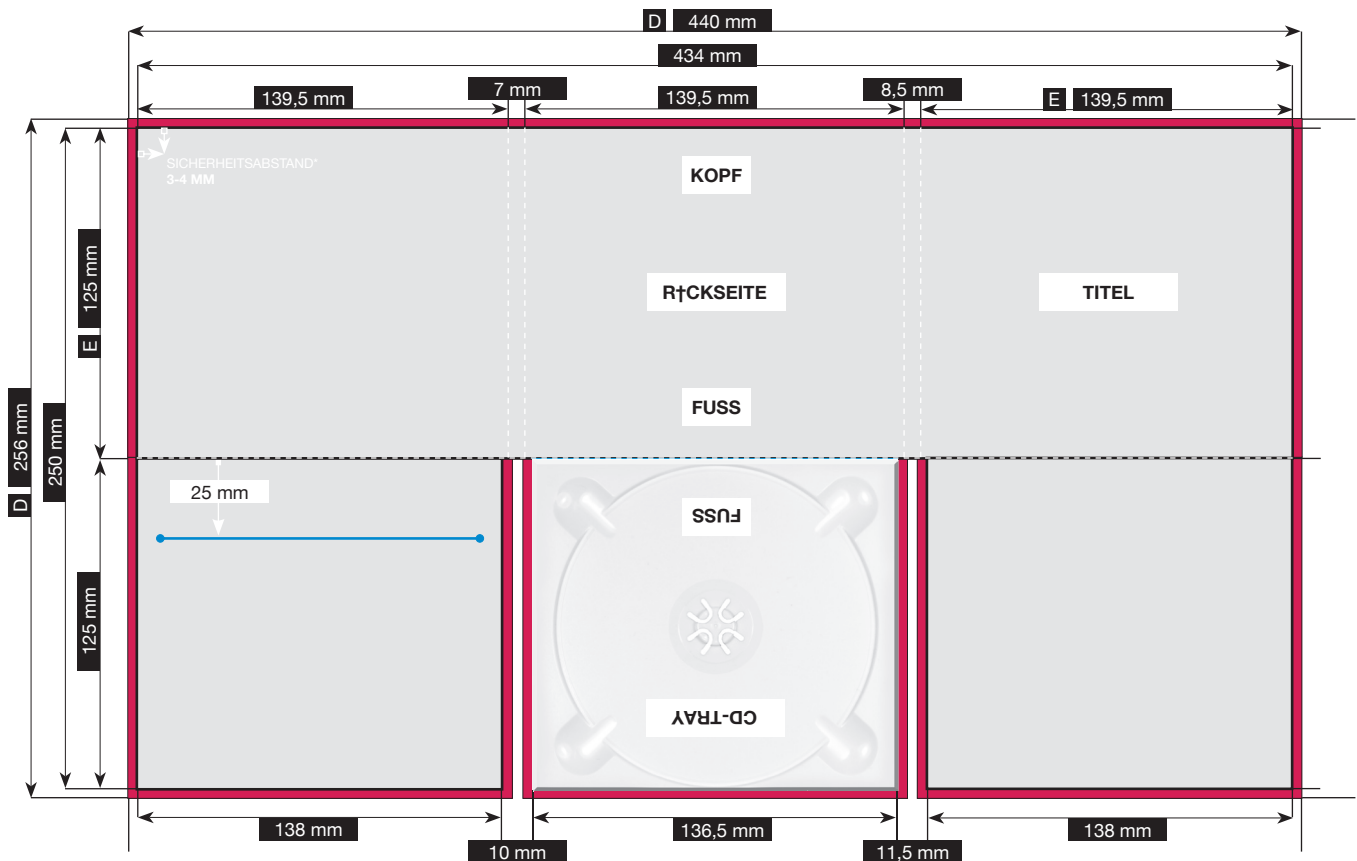 D 440 mm
434 mm
139,5 mm
7 mm
139,5 mm
8,5 mm
E 139,5 mm
SICHERHEITSABSTAND*
3-4 MM
KOPF
125 mm
E
R†CKSEITE
TITEL
FUSS
D 256 mm
250 mm
25 mm
FUSS
125 mm
CD-TRAY
138 mm
10 mm
136,5 mm
11,5 mm
138 mm